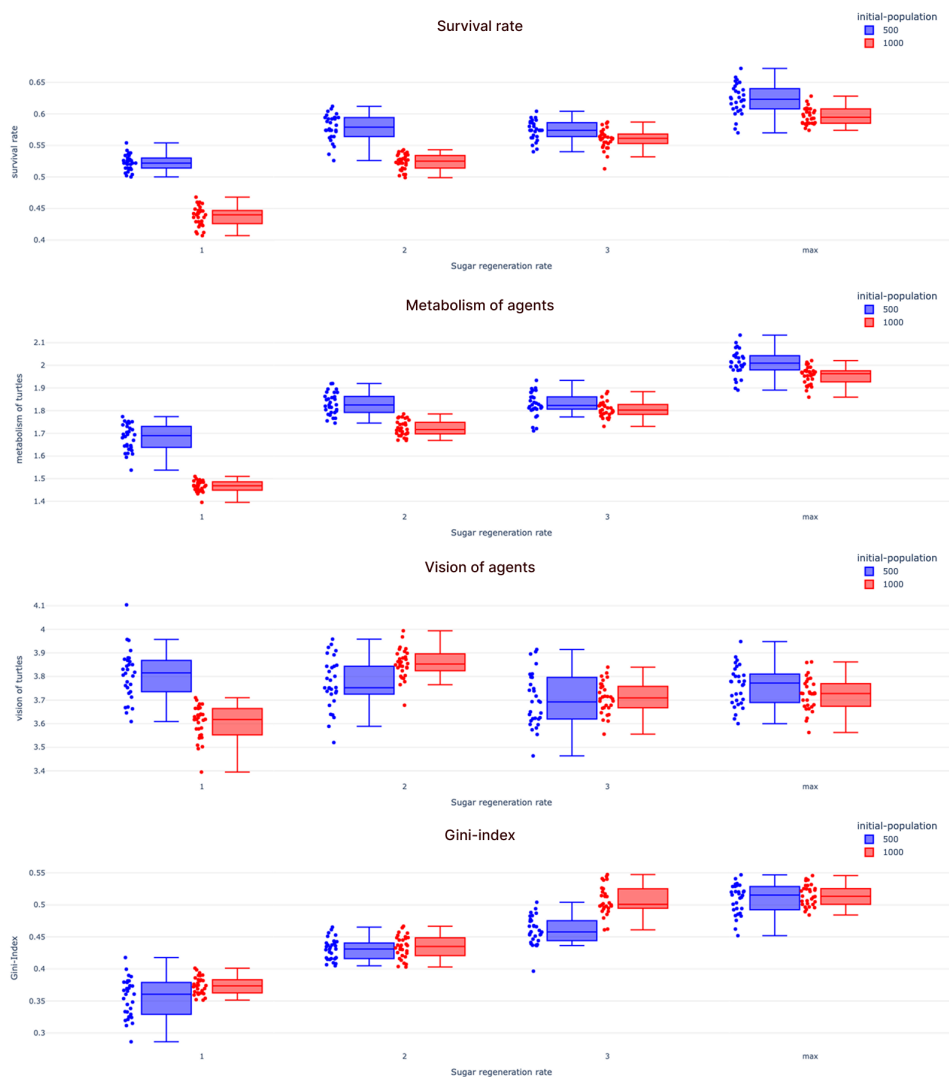 Survival rate
initial-population
500
1000
survival rate
0.65
0.6
0.55
0.5
0.45
0.4
1 2 3 max
Sugar regeneration rate
Metabolism of agents
initial-population
500
1000
metabolism of turtles
2.1
2
1.9
1.8
1.7
1.6
1.5
1.4
1 2 3 max
Sugar regeneration rate
Vision of agents
initial-population
500
1000
vision of turtles
4.1
4
3.9
3.8
3.7
3.6
3.5
3.4
1 2 3 max
Sugar regeneration rate
Gini-index
initial-population
500
1000
Gini-Index
0.55
0.5
0.45
0.4
0.35
0.3
1 2 3 max
Sugar regeneration rate